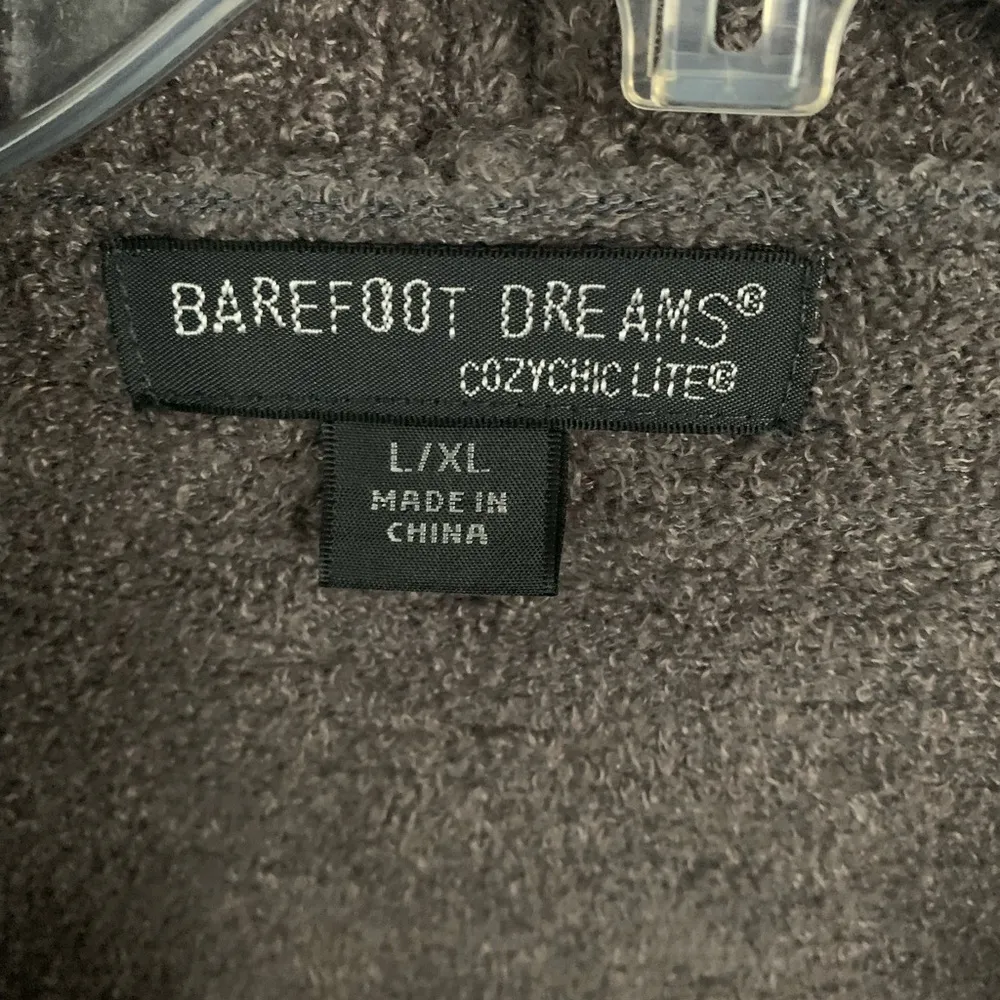 BAREFOOT DREAMS®
COZYCHIC LiTE®
L/XL
MADE IN
CHINA